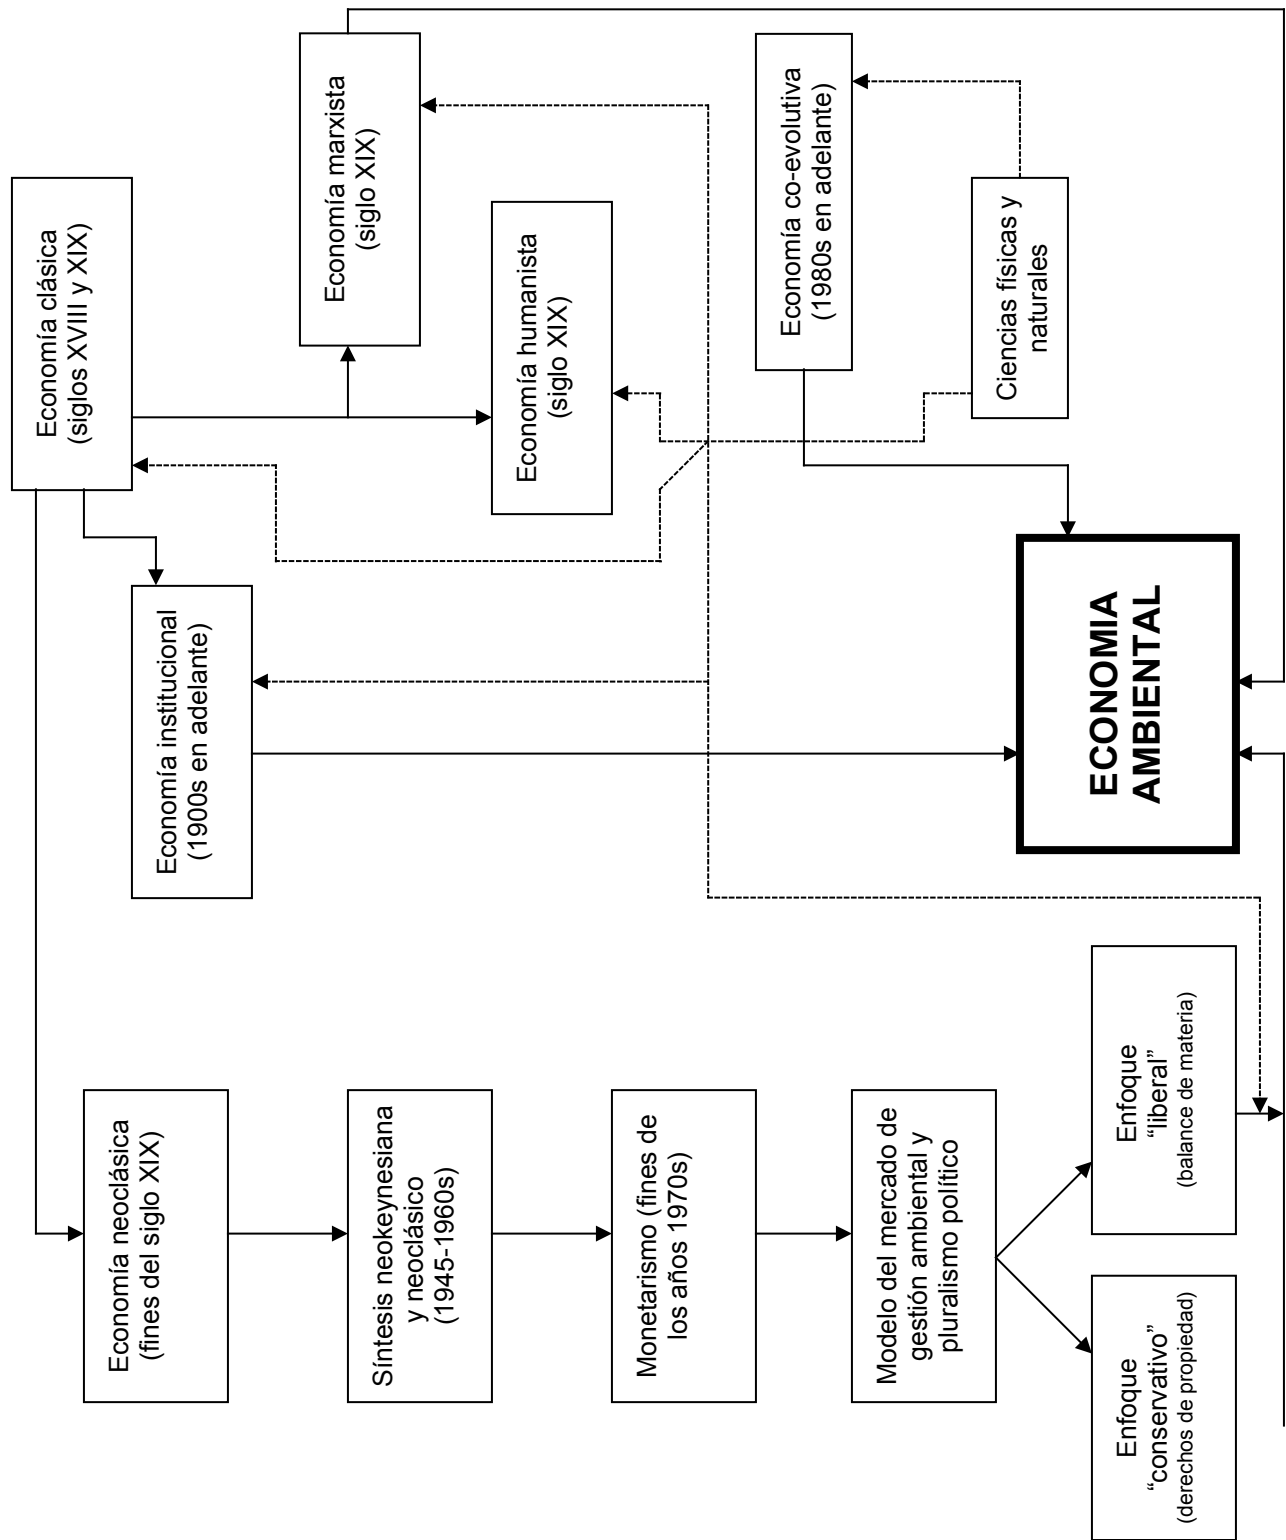 Economía clásica
(siglos XVIII y XIX)
Economía neoclásica
(fines del siglo XIX)
Economía institucional
(1900s en adelante)
Economía marxista
(siglo XIX)
Síntesis neokeynesiana
y neoclásico
(1945-1960s)
Economía humanista
(siglo XIX)
Monetarismo (fines de
los años 1970s)
Modelo del mercado de
gestión ambiental y
pluralismo político
Economía co-evolutiva
(1980s en adelante)
Ciencias físicas y
naturales
ECONOMIA
AMBIENTAL
Enfoque
“conservativo”
(derechos de propiedad)
Enfoque
“liberal”
(balance de materia)